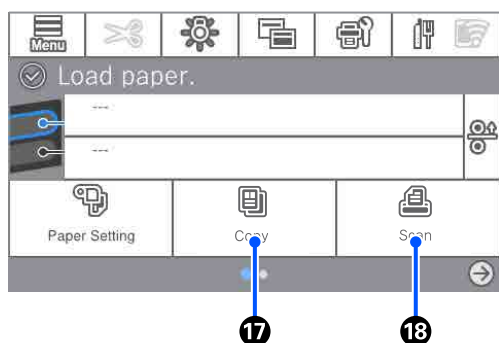 Menu
Load paper.
---
---
Paper Setting
Copy
Scan
17
18